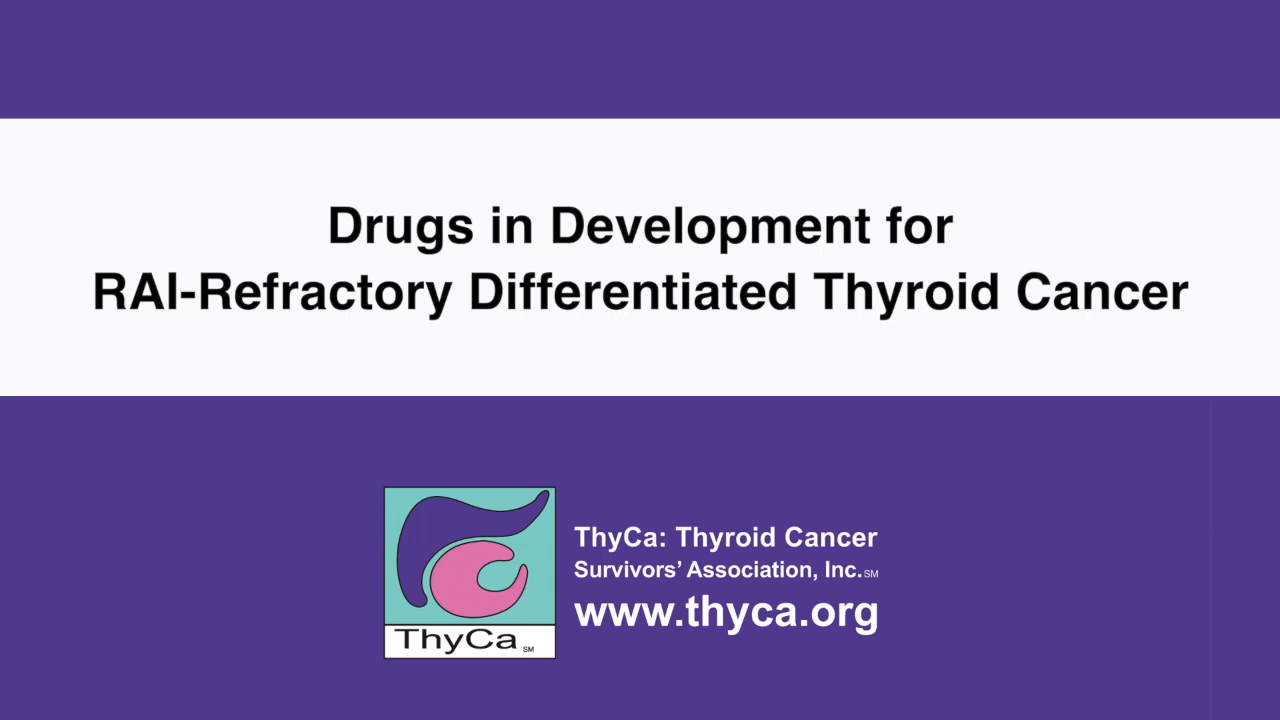 Drugs in Development for
RAI-Refractory Differentiated Thyroid Cancer
ThyCa: Thyroid Cancer
Survivors’ Association, Inc.SM
www.thyca.org
ThyCa SM